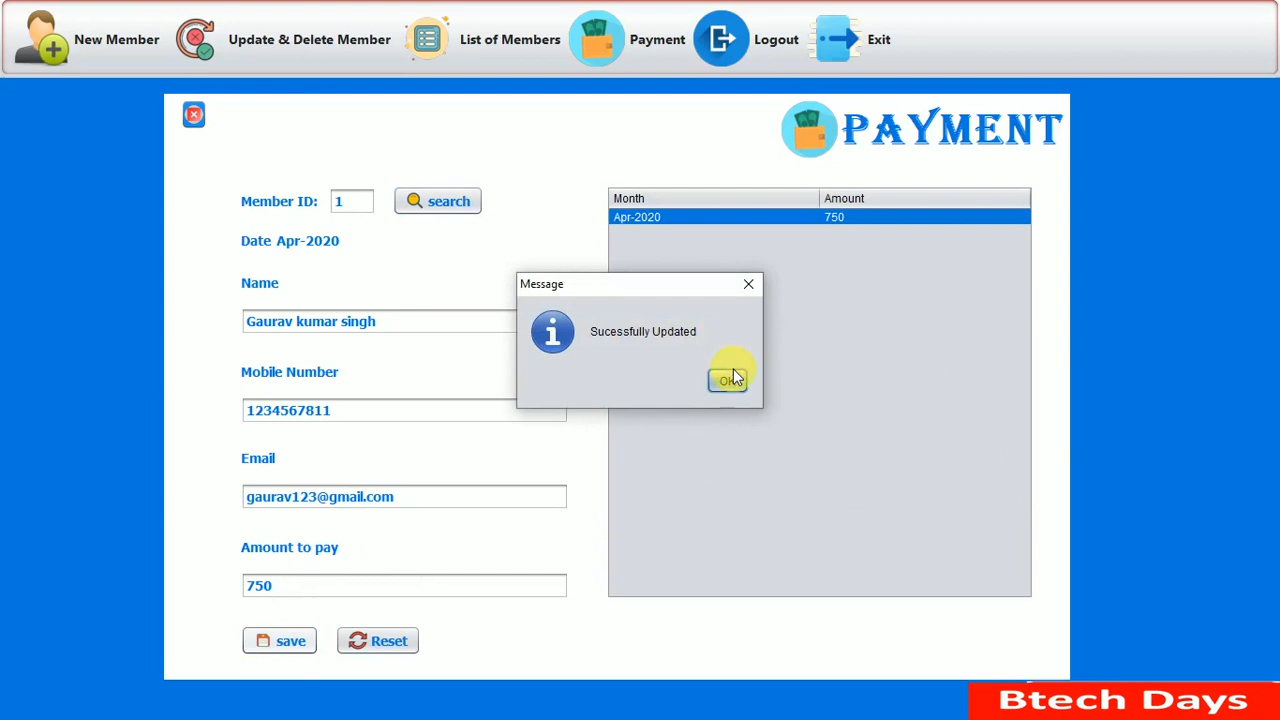 New Member Update & Delete Member List of Members Payment Logout Exit
PAYMENT
Member ID: 1 search
Date Apr-2020
Name
Gaurav kumar singh
Mobile Number
1234567811
Email
gaurav123@gmail.com
Amount to pay
750
save Reset
Month Amount
Apr-2020 750
Message
Sucessfully Updated
OK
Btech Days